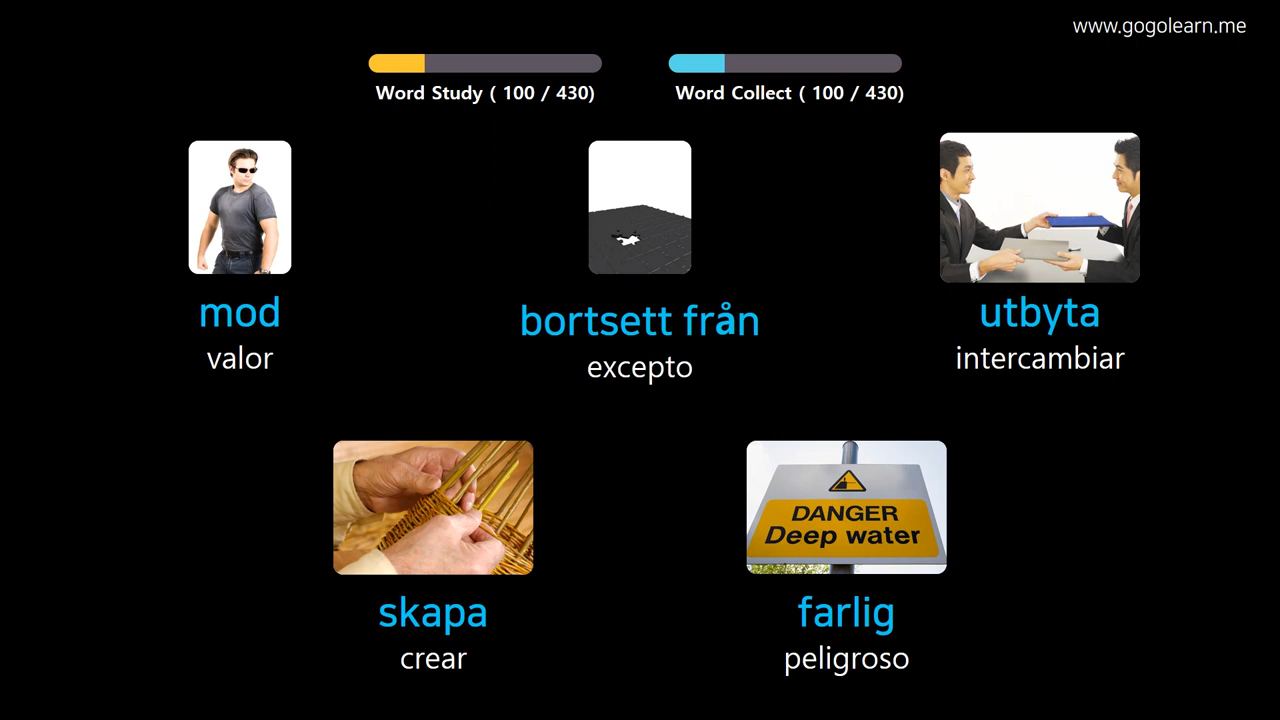 www.gogolearn.me
Word Study ( 100 / 430)
Word Collect ( 100 / 430)
mod
valor
bortsett från
excepto
utbyta
intercambiar
skapa
crear
DANGER
Deep water
farlig
peligroso